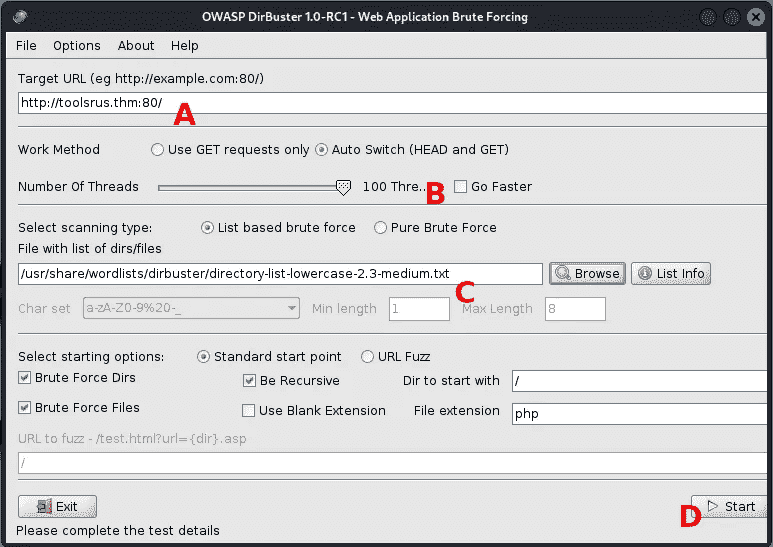 OWASP DirBuster 1.0-RC1 - Web Application Brute Forcing
File Options About Help
Target URL (eg http://example.com:80/)
http://toolsrus.thm:80/
A
Work Method Use GET requests only Auto Switch (HEAD and GET)
Number Of Threads 100 Thre.. B Go Faster
Select scanning type: List based brute force Pure Brute Force
File with list of dirs/files
/usr/share/wordlists/dirbuster/directory-list-lowercase-2.3-medium.txt Browse List Info
C
Char set a-zA-Z0-9%20-_ Min length 1 Max Length 8
Select starting options: Standard start point URL Fuzz
Brute Force Dirs Be Recursive Dir to start with /
Brute Force Files Use Blank Extension File extension php
URL to fuzz - /test.html?url={dir}.asp
/
Exit D Start
Please complete the test details